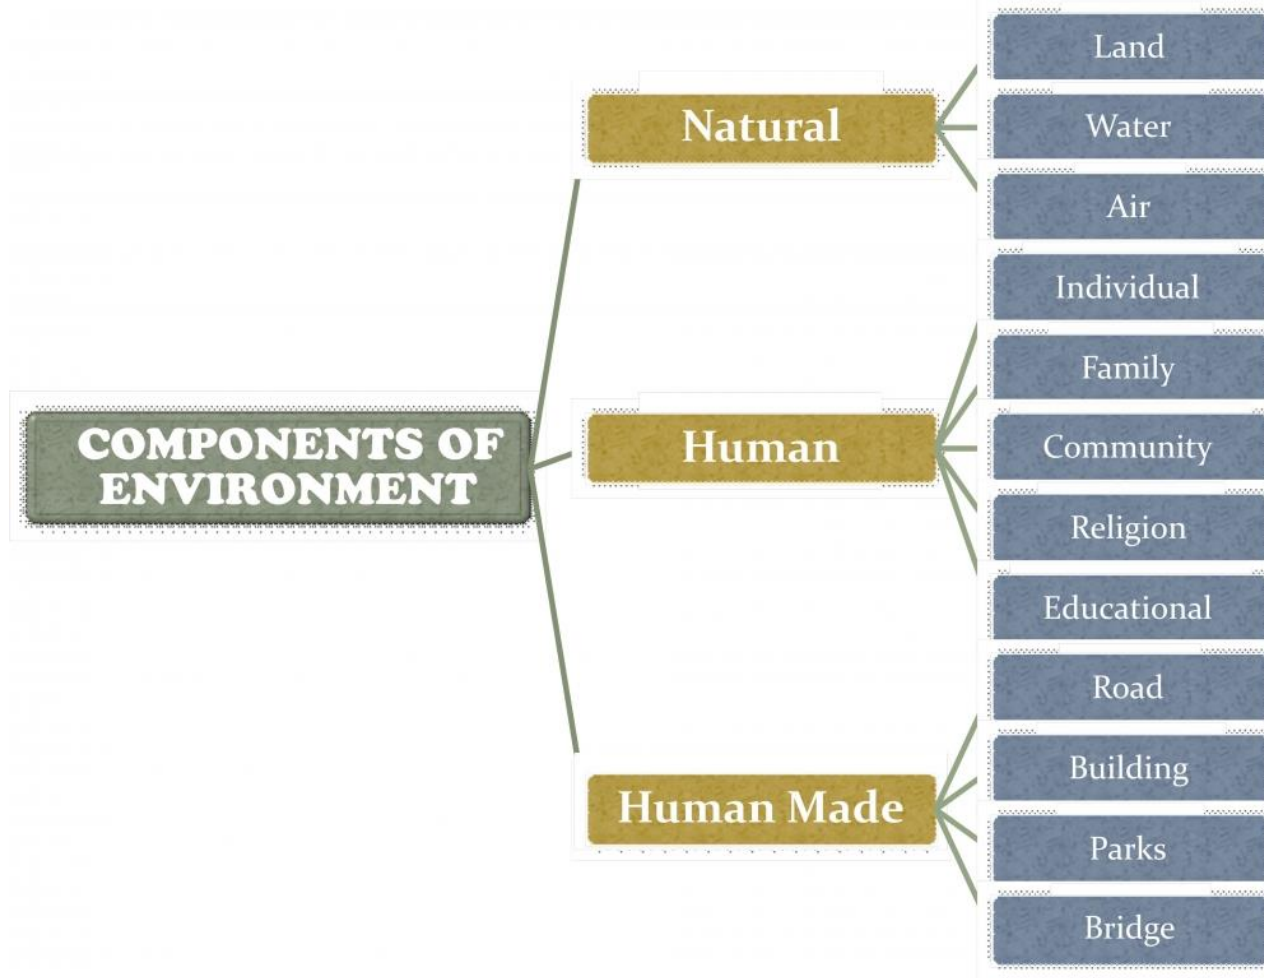 COMPONENTS OF
ENVIRONMENT
Natural
Land
Water
Air
Human
Individual
Family
Community
Religion
Educational
Human Made
Road
Building
Parks
Bridge